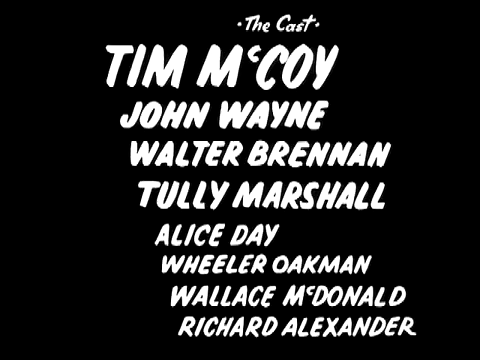 ·The Cast·
TIM McCOY
JOHN WAYNE
WALTER BRENNAN
TULLY MARSHALL
ALICE DAY
WHEELER OAKMAN
WALLACE McDONALD
RICHARD ALEXANDER